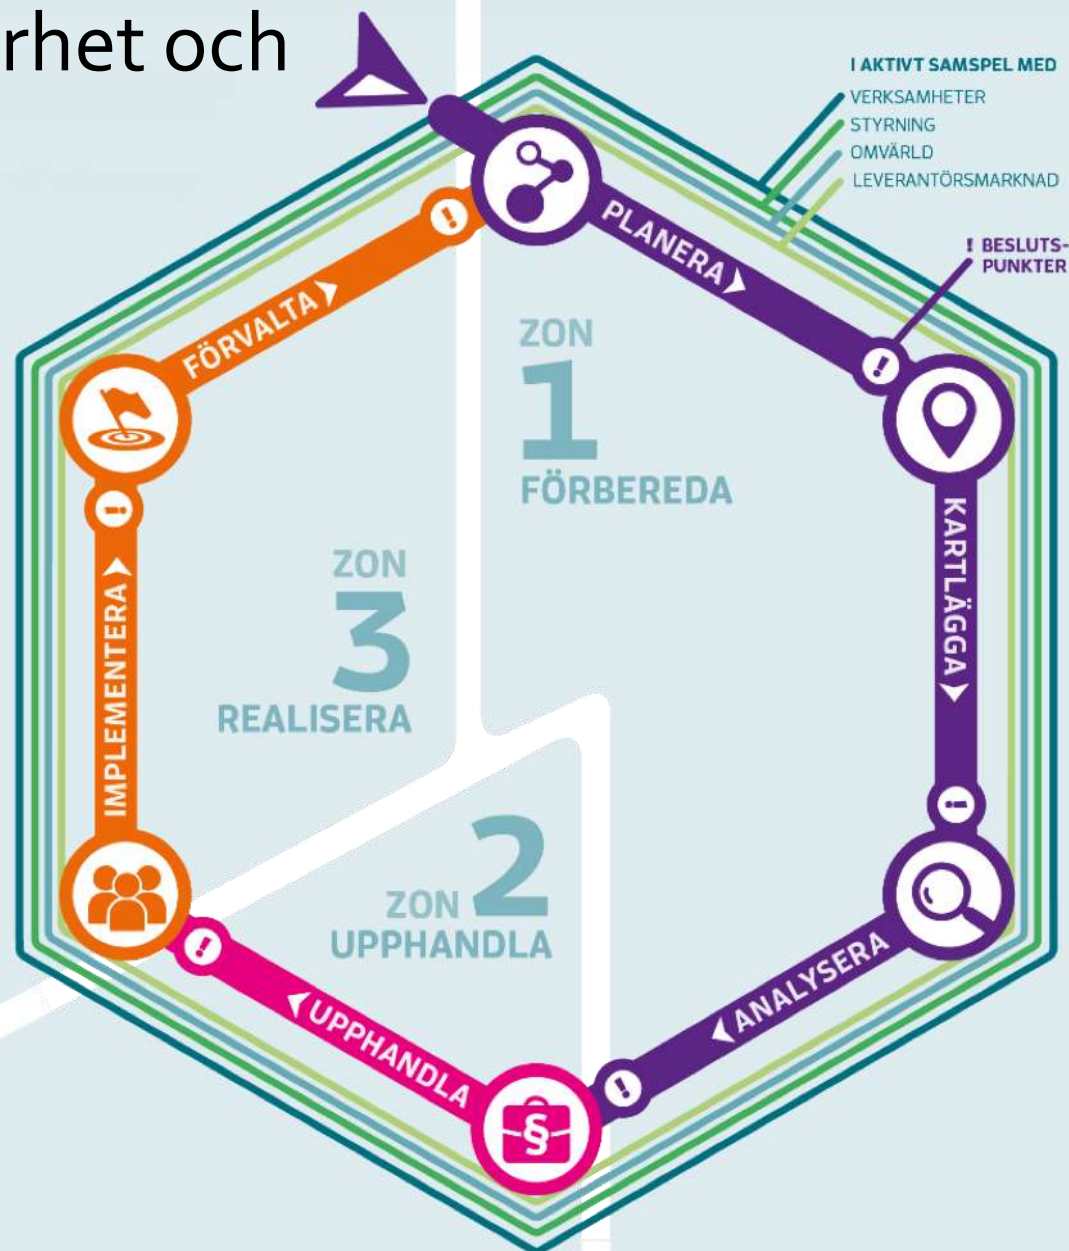 rhet och
I AKTIVT SAMSPEL MED
VERKSAMHETER
STYRNING
OMVÄRLD
LEVERANTÖRSMARKNAD
! BESLUTS-
PUNKTER
PLANERA
!
KARTLÄGGA
!
ANALYSERA
!
§
UPPHANDLA
!
IMPLEMENTERA
!
FÖRVALTA
!
ZON
1
FÖRBEREDA
ZON
3
REALISERA
ZON 2
UPPHANDLA